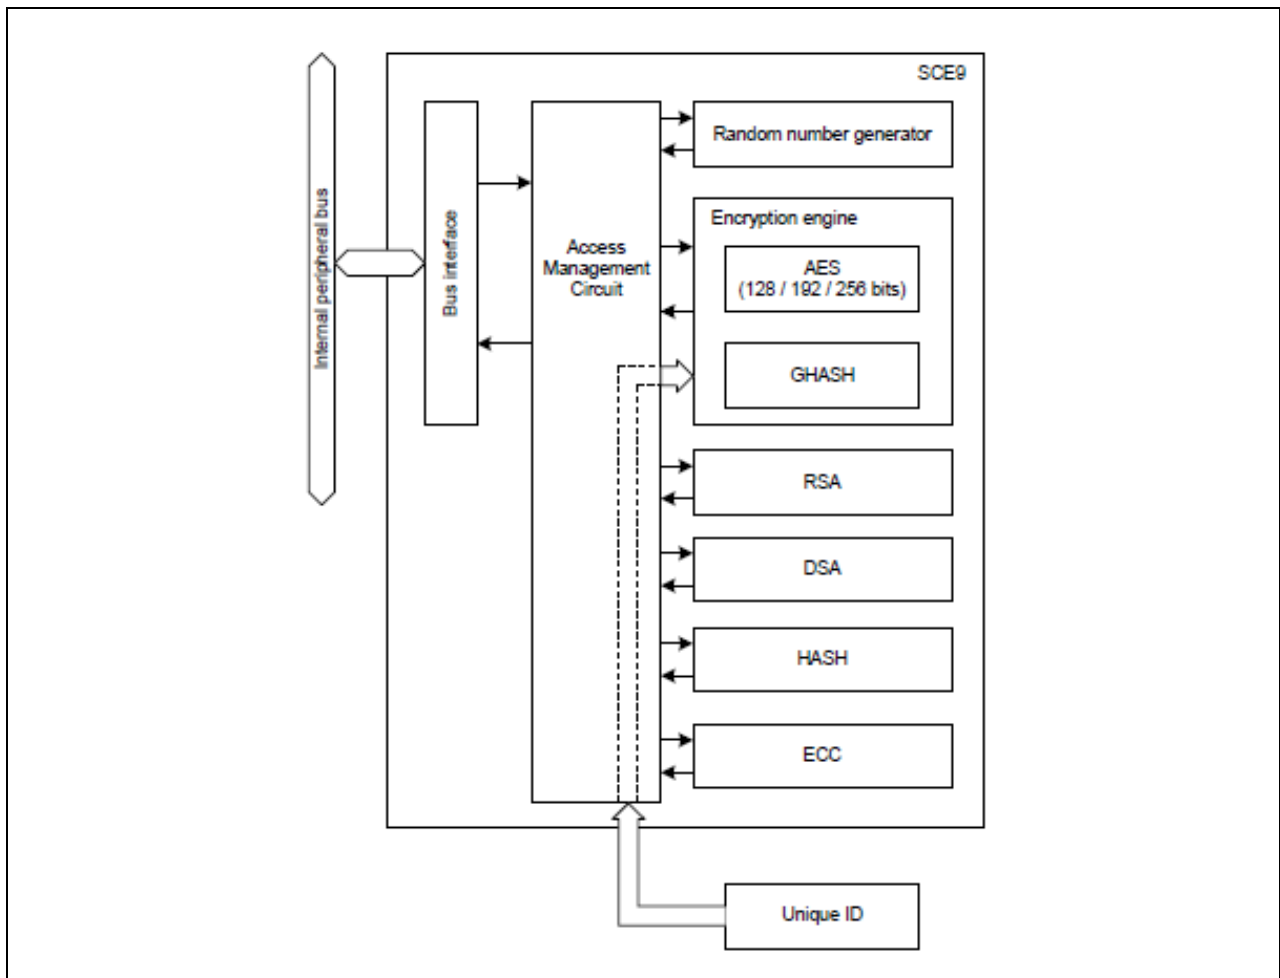 SCE9
Internal peripheral bus
Bus interface
Access
Management
Circuit
Random number generator
Encryption engine
AES
(128 / 192 / 256 bits)
GHASH
RSA
DSA
HASH
ECC
Unique ID